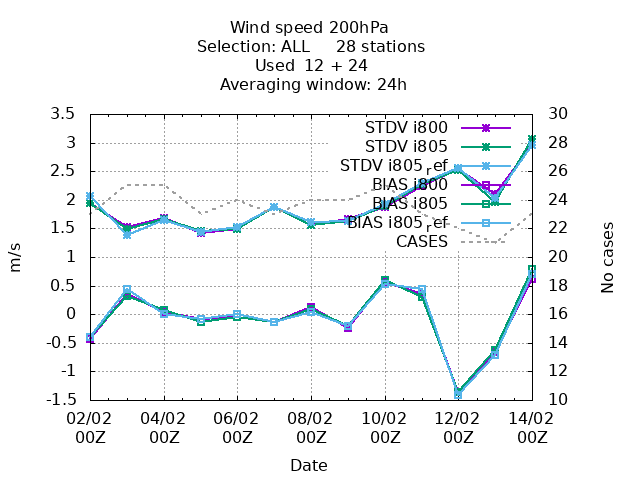 Wind speed 200hPa
Selection: ALL 28 stations
Used 12 + 24
Averaging window: 24h
3.5
3
2.5
2
1.5
1
0.5
0
-0.5
-1
-1.5
m/s
30
28
26
24
22
20
18
16
14
12
10
No cases
STDV i800
STDV i805
STDV i805ref
BIAS i800
BIAS i805
BIAS i805ref
CASES
02/02 04/02 06/02 08/02 10/02 12/02 14/02
00Z 00Z 00Z 00Z 00Z 00Z 00Z
Date